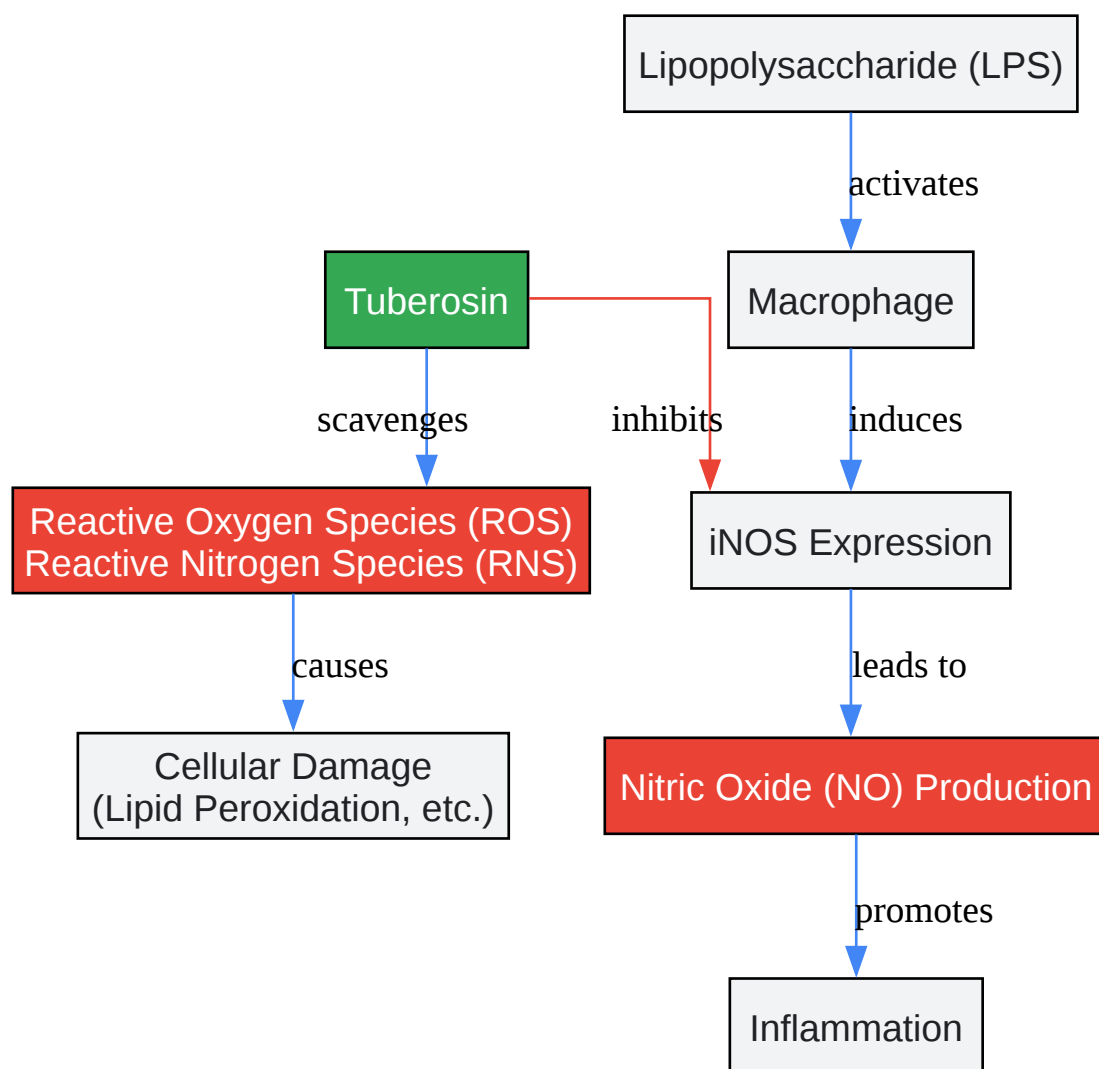 Lipopolysaccharide (LPS)
activates
Tuberosin
Macrophage
scavenges
inhibits
induces
Reactive Oxygen Species (ROS)
Reactive Nitrogen Species (RNS)
iNOS Expression
causes
leads to
Cellular Damage
(Lipid Peroxidation, etc.)
Nitric Oxide (NO) Production
promotes
Inflammation